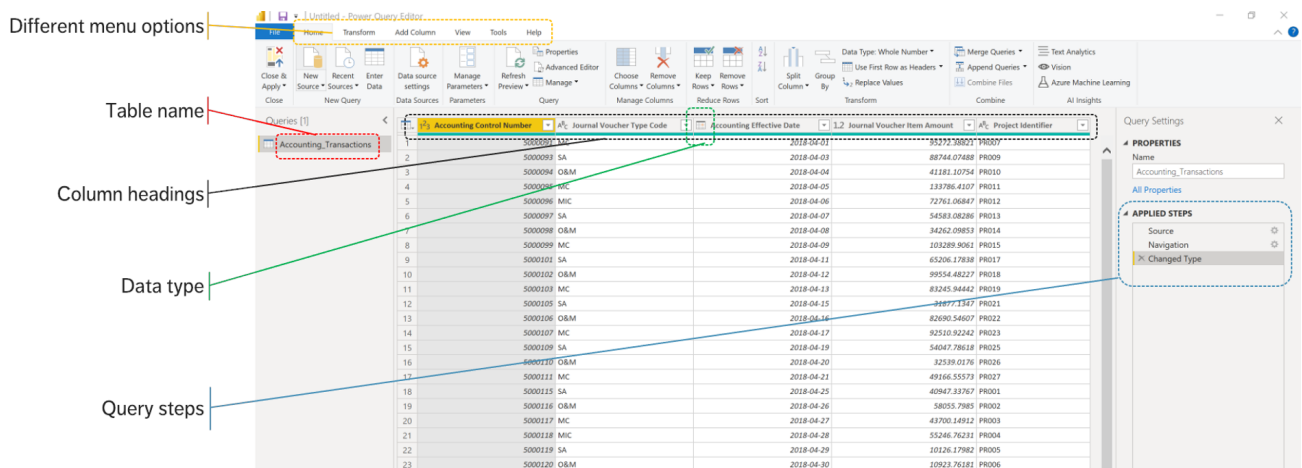 Different menu options
Table name
Column headings
Data type
Query steps
Untitled - Power Query Editor
File Home Transform Add Column View Tools Help
Close & Apply New Source Recent Sources Enter Data Data source settings Manage Parameters Refresh Preview Properties Advanced Editor Manage Choose Columns Remove Columns Keep Rows Remove Rows Split Column Group By Data Type: Whole Number Use First Row as Headers Replace Values Merge Queries Append Queries Combine Files Text Analytics Vision Azure Machine Learning
Close New Query Data Sources Parameters Query Manage Columns Reduce Rows Sort Transform Combine AI Insights
Queries [1]
Accounting_Transactions
1²3 Accounting Control Number ABC Journal Voucher Type Code Accounting Effective Date 1.2 Journal Voucher Item Amount ABC Project Identifier
1 5000091 MC 2018-04-01 95272.38821 PR007
2 5000093 SA 2018-04-03 88744.07488 PR009
3 5000094 O&M 2018-04-04 41181.10754 PR010
4 5000095 MC 2018-04-05 133786.4107 PR011
5 5000096 MIC 2018-04-06 72761.06847 PR012
6 5000097 SA 2018-04-07 54583.08286 PR013
7 5000098 O&M 2018-04-08 34262.09853 PR014
8 5000099 MC 2018-04-09 103289.9061 PR015
9 5000101 SA 2018-04-11 65206.17838 PR017
10 5000102 O&M 2018-04-12 99554.48227 PR018
11 5000103 MC 2018-04-13 83245.94442 PR019
12 5000105 SA 2018-04-15 31877.1347 PR021
13 5000106 O&M 2018-04-16 82690.54607 PR022
14 5000107 MC 2018-04-17 92510.92242 PR023
15 5000109 SA 2018-04-19 54047.78618 PR025
16 5000110 O&M 2018-04-20 32539.0176 PR026
17 5000111 MC 2018-04-21 49166.55573 PR027
18 5000115 SA 2018-04-25 40947.33767 PR001
19 5000116 O&M 2018-04-26 58055.7985 PR002
20 5000117 MC 2018-04-27 43700.14912 PR003
21 5000118 MIC 2018-04-28 55246.76231 PR004
22 5000119 SA 2018-04-29 10126.17982 PR005
23 5000120 O&M 2018-04-30 10923.76181 PR006
Query Settings
PROPERTIES
Name
Accounting_Transactions
All Properties
APPLIED STEPS
Source
Navigation
Changed Type